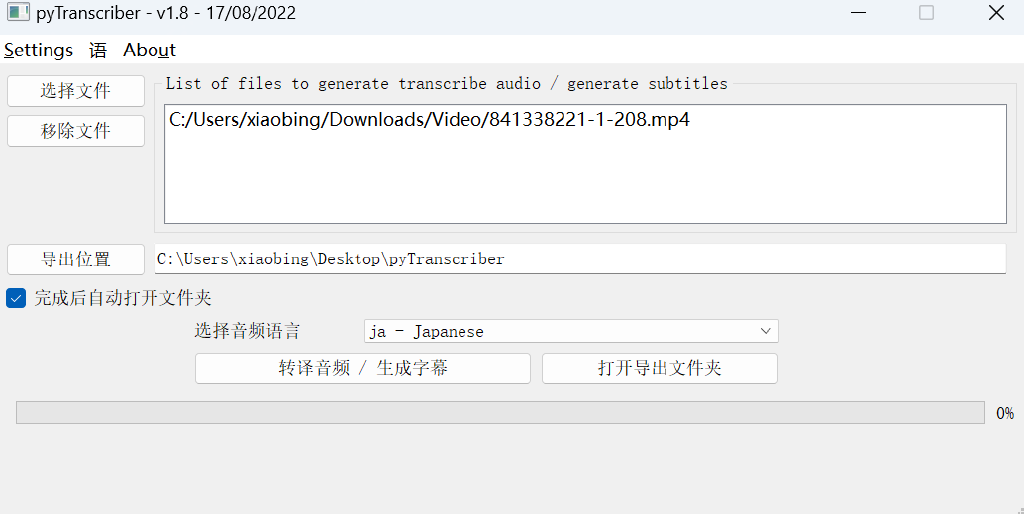 pyTranscriber - v1.8 - 17/08/2022
Settings 语 About
选择文件
List of files to generate transcribe audio / generate subtitles
移除文件
C:/Users/xiaobing/Downloads/Video/841338221-1-208.mp4
导出位置 C:\Users\xiaobing\Desktop\pyTranscriber
完成后自动打开文件夹
选择音频语言 ja - Japanese
转译音频 / 生成字幕 打开导出文件夹
0%